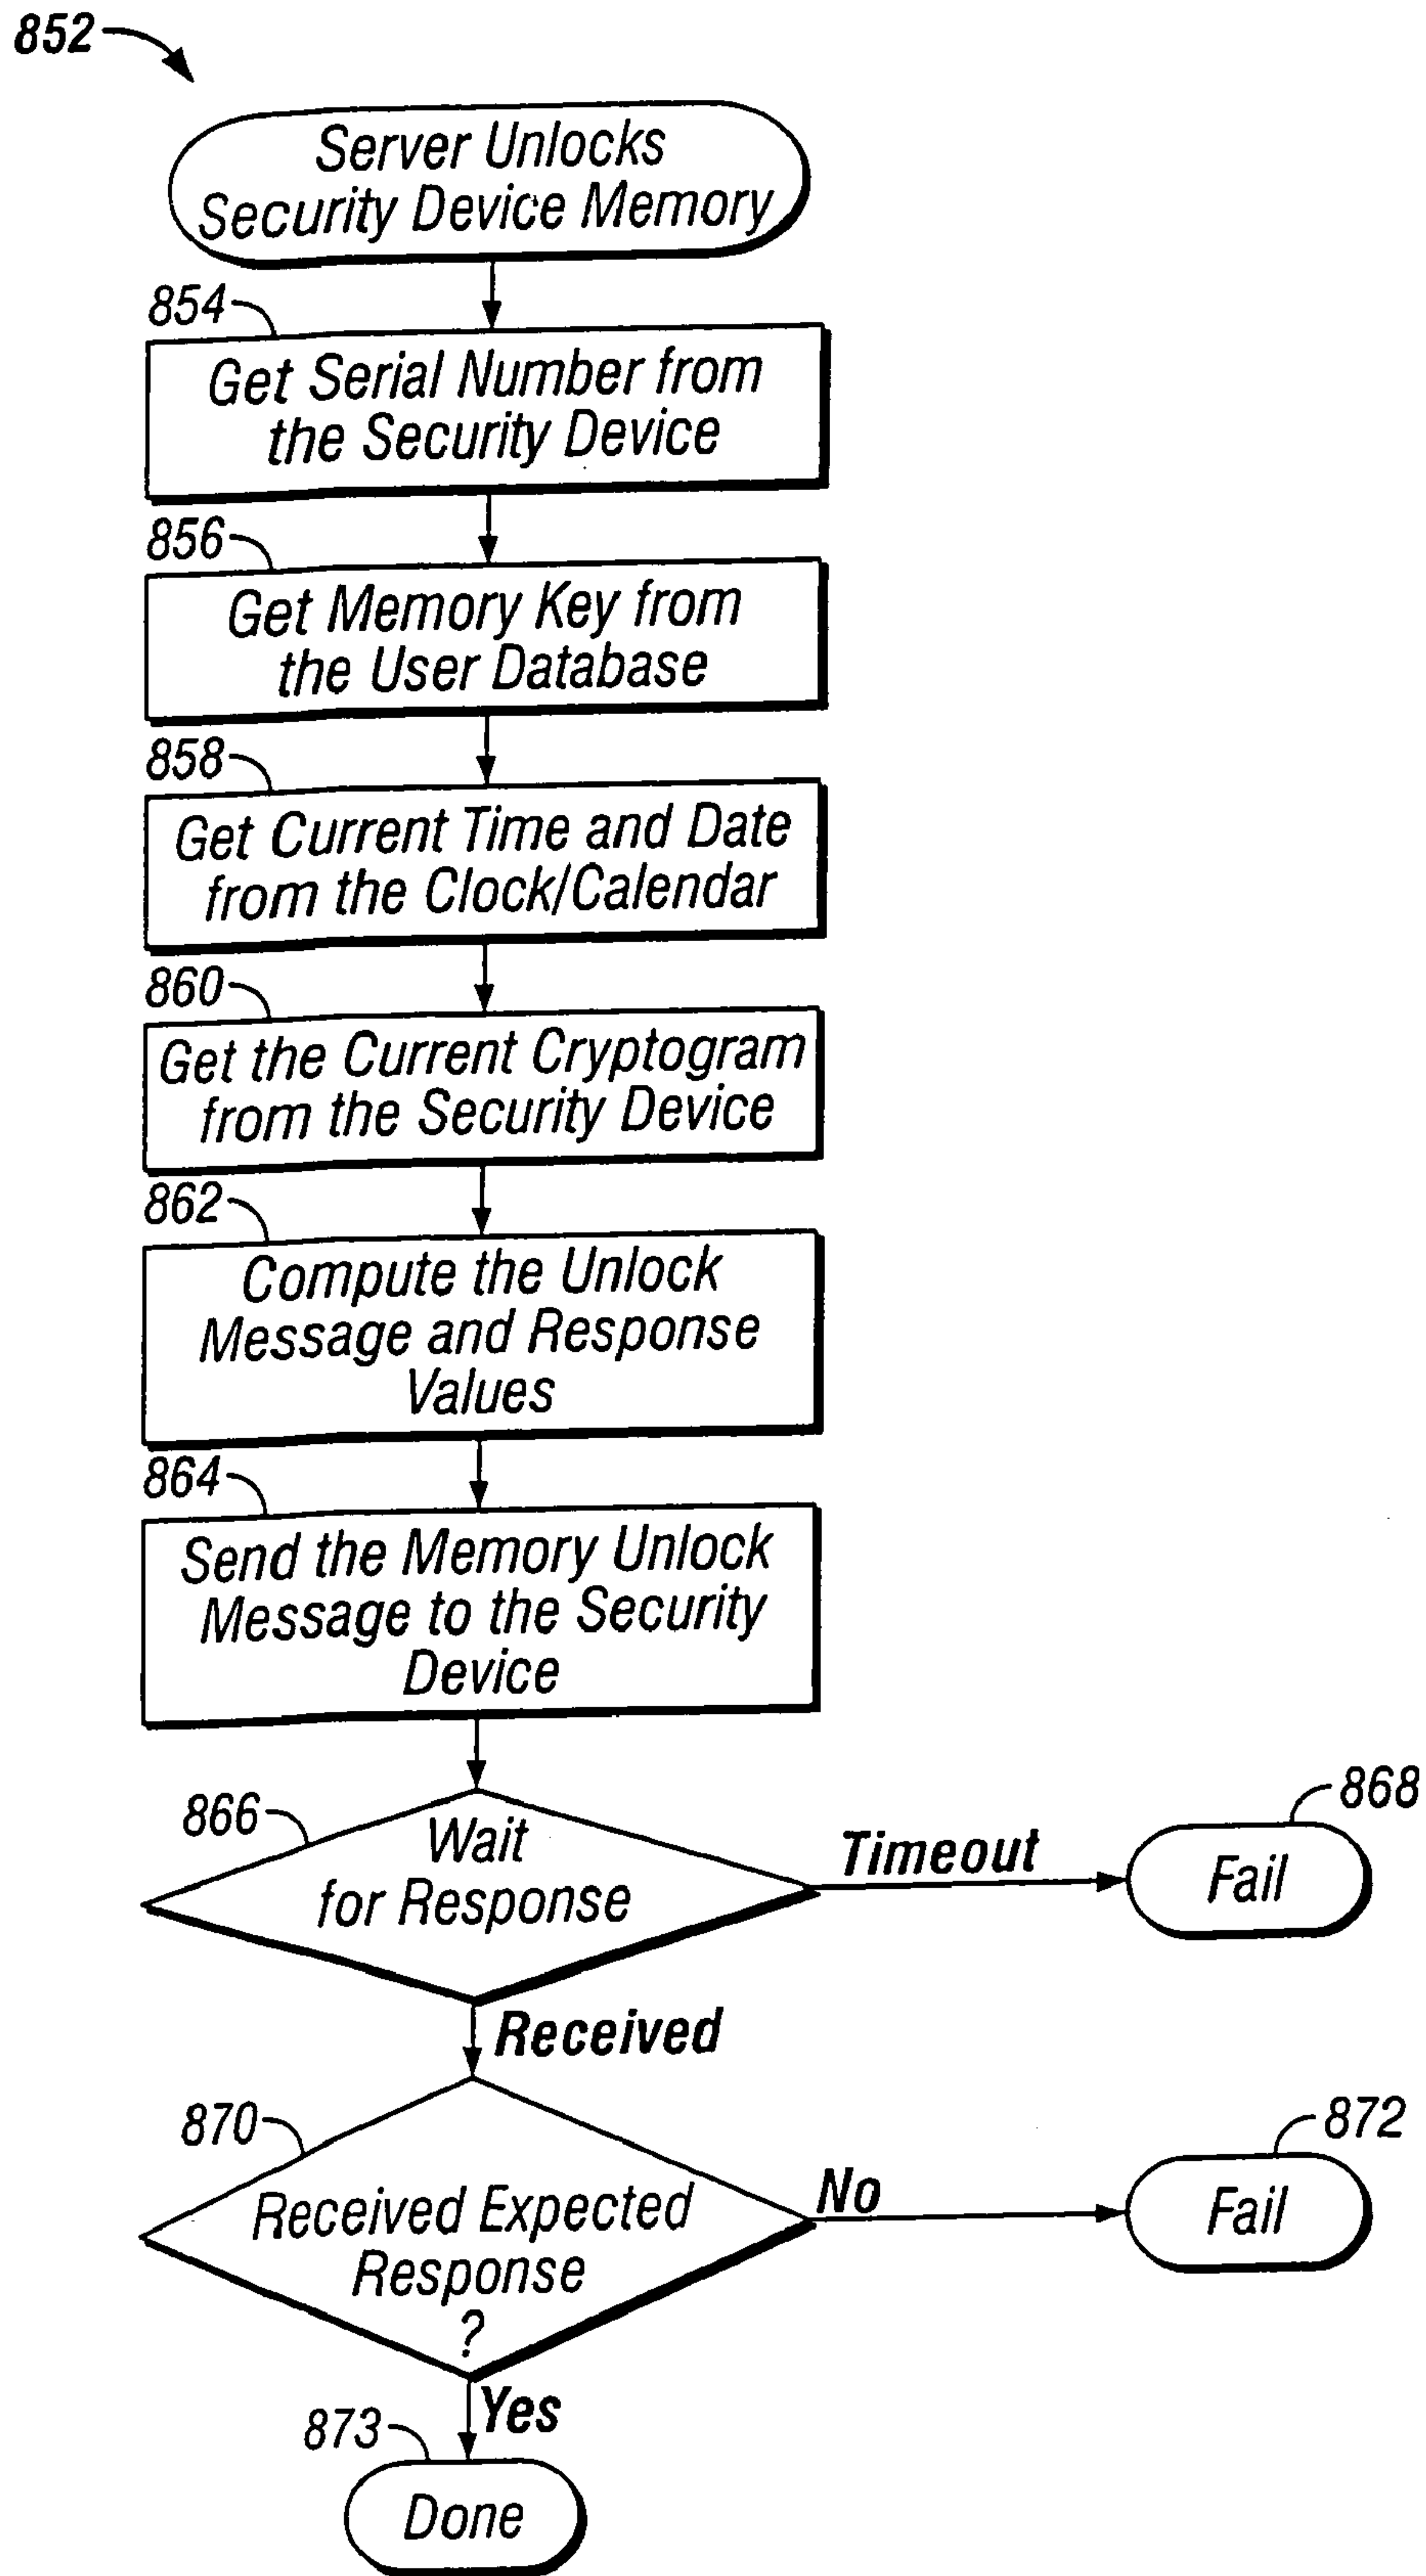 852
Server Unlocks
Security Device Memory
854
Get Serial Number from
the Security Device
856
Get Memory Key from
the User Database
858
Get Current Time and Date
from the Clock/Calendar
860
Get the Current Cryptogram
from the Security Device
862
Compute the Unlock
Message and Response
Values
864
Send the Memory Unlock
Message to the Security
Device
866
Wait
for Response
Timeout
868
Fail
Received
870
Received Expected
Response
?
No
872
Fail
Yes
873
Done